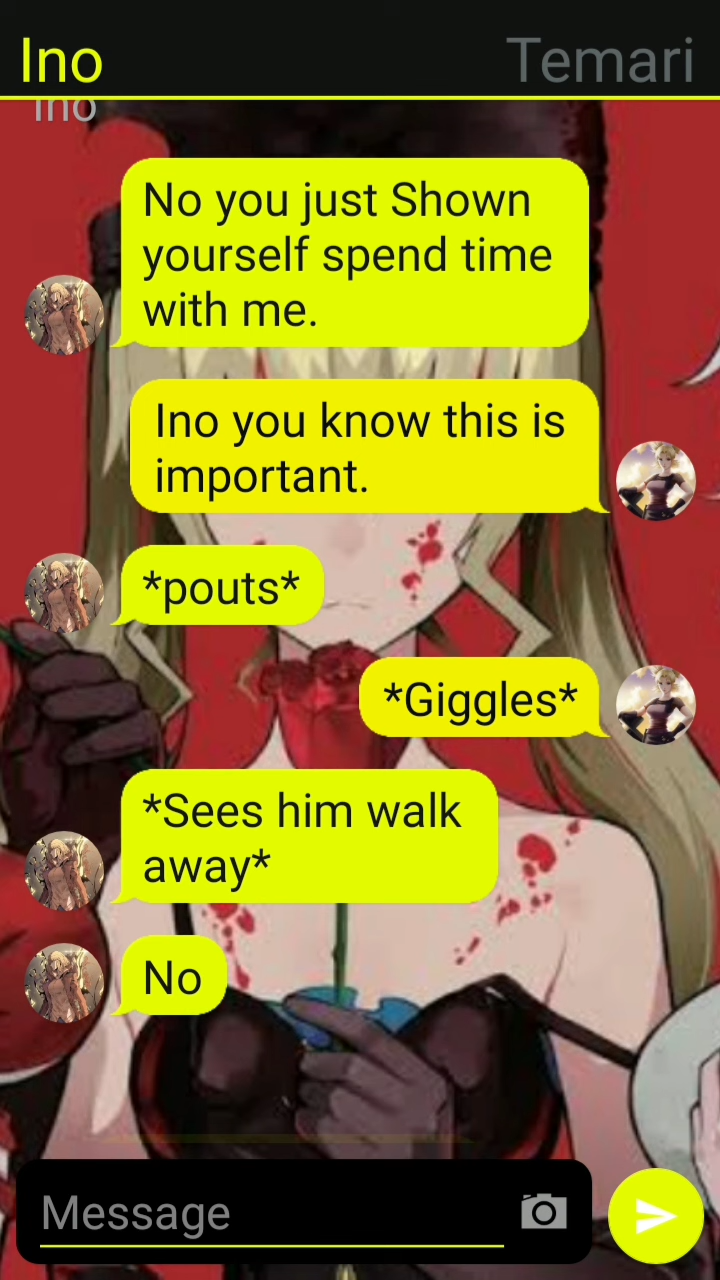 Ino Temari
Ino
No you just Shown
yourself spend time
with me.
Ino you know this is
important.
*pouts*
*Giggles*
*Sees him walk
away*
No
Message